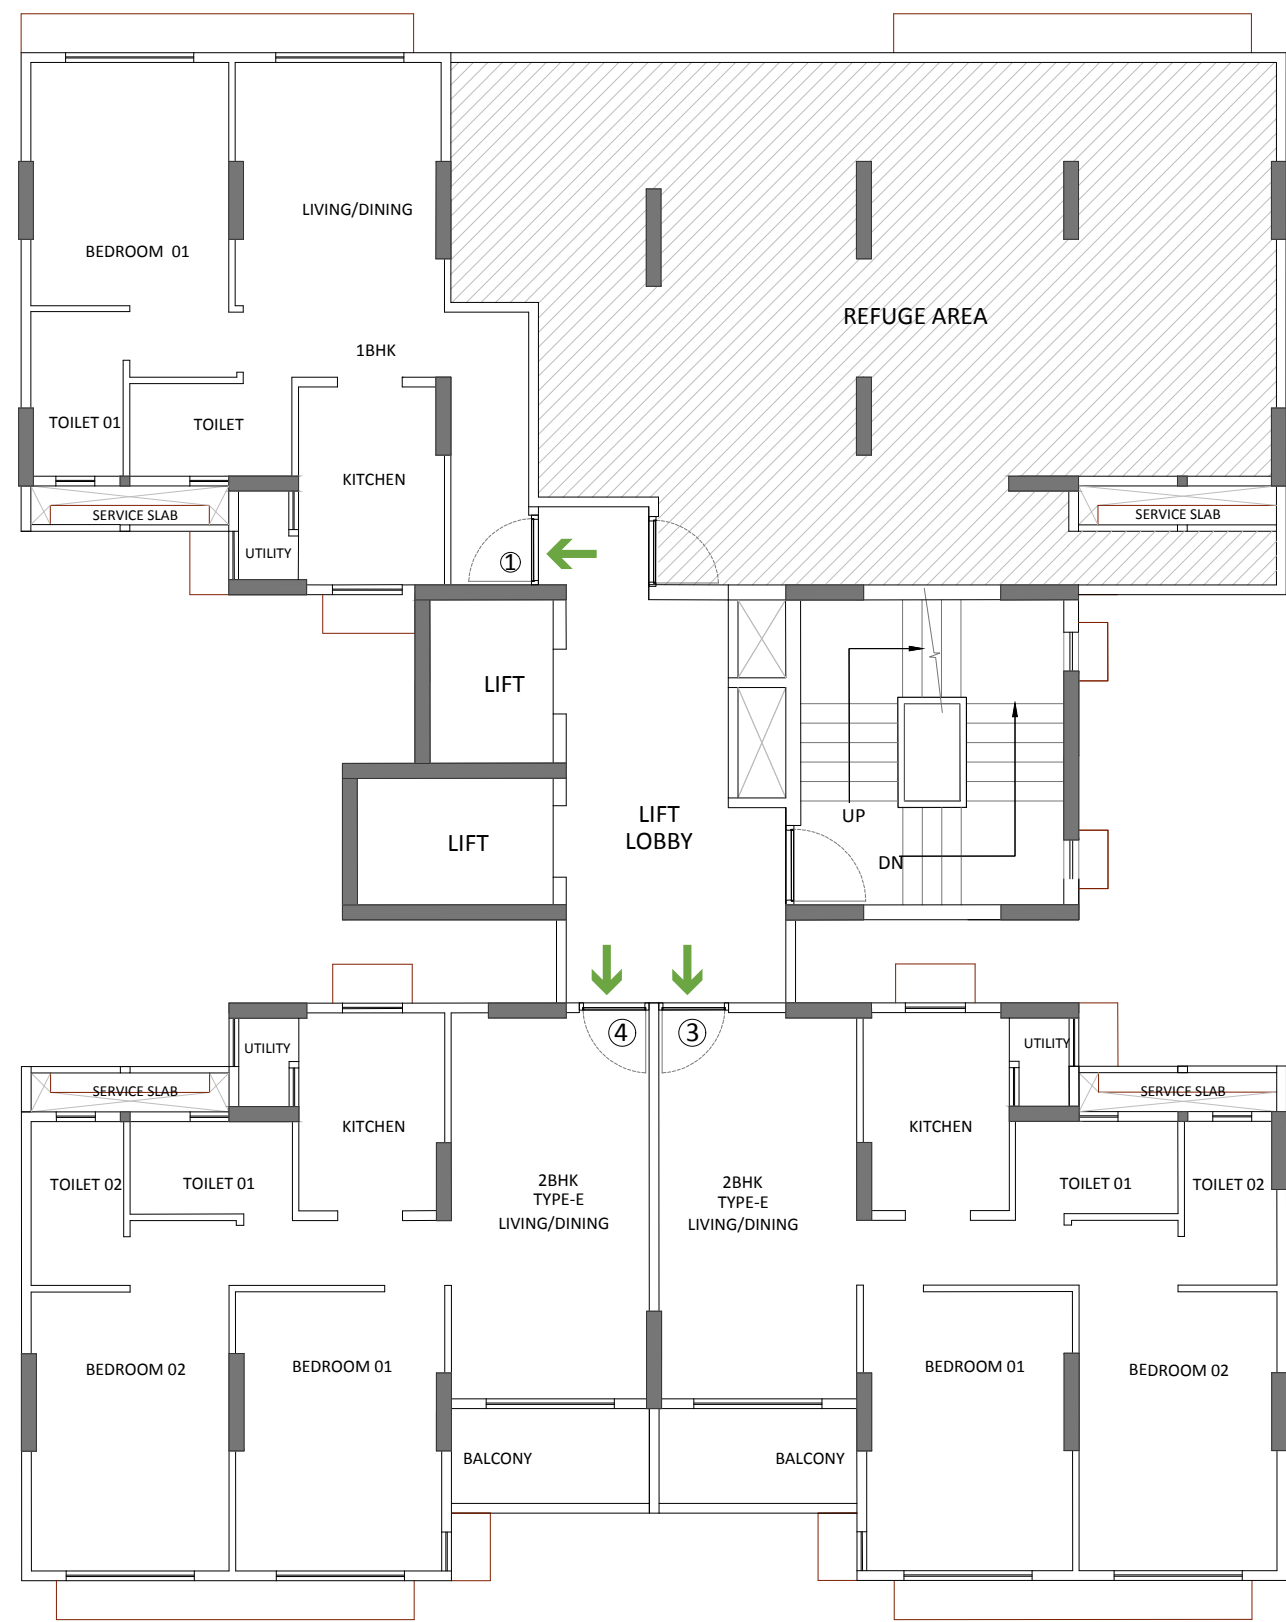 LIVING/DINING
BEDROOM 01
REFUGE AREA
1BHK
TOILET 01
TOILET
KITCHEN
SERVICE SLAB
SERVICE SLAB
UTILITY
①
LIFT
LIFT
LIFT
LOBBY
UP
DN
④
③
UTILITY
UTILITY
SERVICE SLAB
SERVICE SLAB
KITCHEN
KITCHEN
TOILET 02
TOILET 01
2BHK
TYPE-E
LIVING/DINING
2BHK
TYPE-E
LIVING/DINING
TOILET 01
TOILET 02
BEDROOM 02
BEDROOM 01
BEDROOM 01
BEDROOM 02
BALCONY
BALCONY